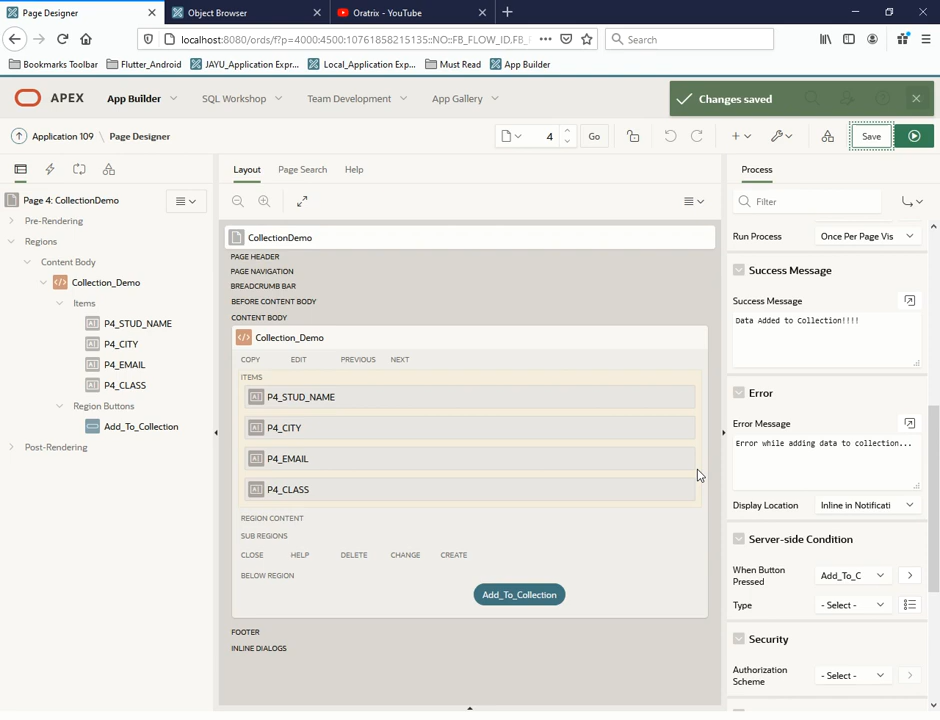 Page Designer
Object Browser
Oratrix - YouTube
localhost:8080/ords/f?p=4000:4500:10761858215135::NO::FB_FLOW_ID,FB_
Search
Bookmarks Toolbar
Flutter_Android
JAYU_Application Expr...
Local_Application Exp...
Must Read
App Builder
APEX
App Builder
SQL Workshop
Team Development
App Gallery
Changes saved
Application 109 \ Page Designer
4
Go
Save
Layout
Page Search
Help
Process
Page 4: CollectionDemo
Pre-Rendering
Regions
Content Body
Collection_Demo
Items
P4_STUD_NAME
P4_CITY
P4_EMAIL
P4_CLASS
Region Buttons
Add_To_Collection
Post-Rendering
CollectionDemo
PAGE HEADER
PAGE NAVIGATION
BREADCRUMB BAR
BEFORE CONTENT BODY
CONTENT BODY
Collection_Demo
COPY EDIT PREVIOUS NEXT
ITEMS
P4_STUD_NAME
P4_CITY
P4_EMAIL
P4_CLASS
REGION CONTENT
SUB REGIONS
CLOSE HELP DELETE CHANGE CREATE
BELOW REGION
Add_To_Collection
FOOTER
INLINE DIALOGS
Filter
Run Process Once Per Page Vis
Success Message
Success Message
Data Added to Collection!!!!
Error
Error Message
Error while adding data to collection...
Display Location Inline in Notificati
Server-side Condition
When Button
Pressed
Add_To_C
Type - Select -
Security
Authorization
Scheme
- Select -